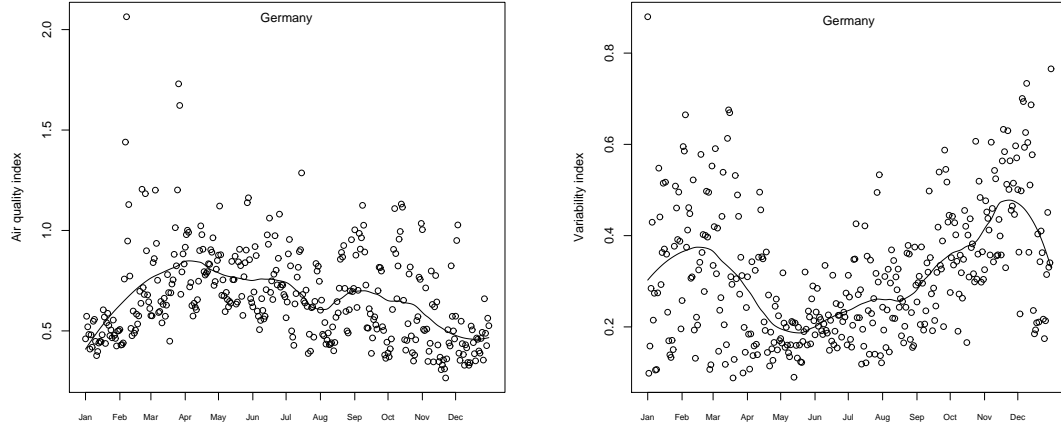 Germany
Air quality index
2.0
1.5
1.0
0.5
Jan Feb Mar Apr May Jun Jul Aug Sep Oct Nov Dec
Germany
Variability index
0.8
0.6
0.4
0.2
Jan Feb Mar Apr May Jun Jul Aug Sep Oct Nov Dec